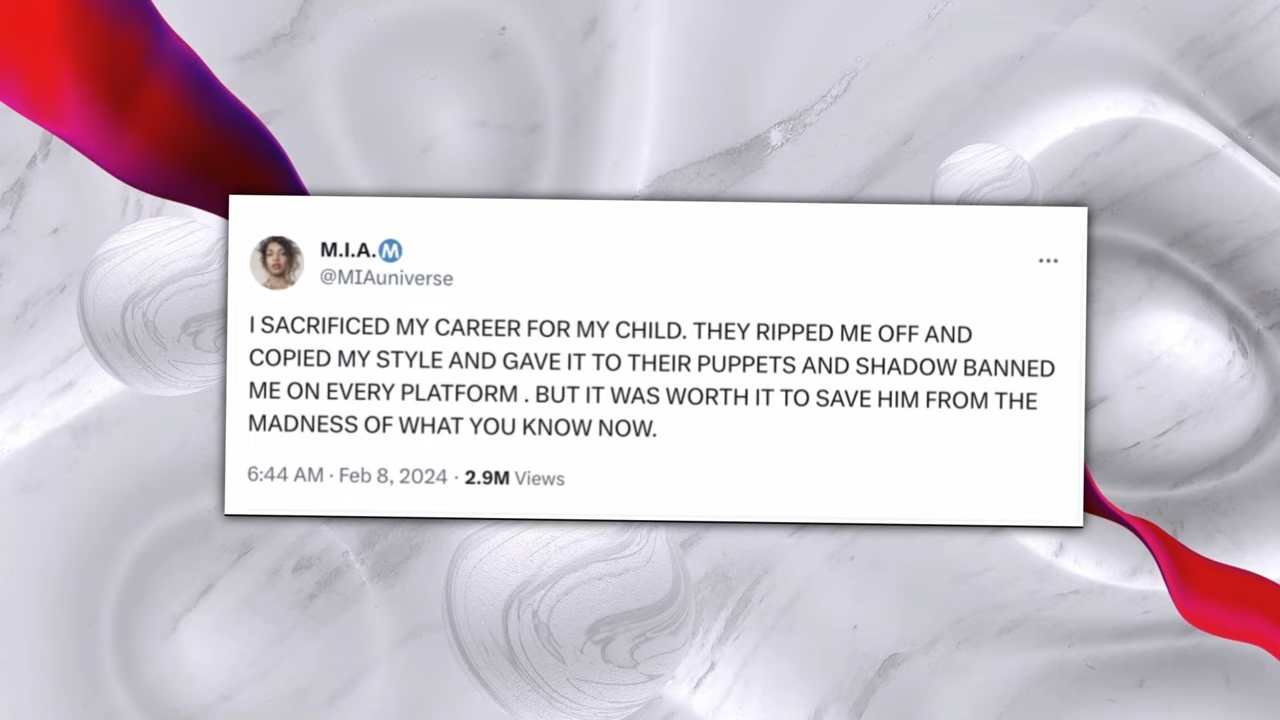 M.I.A.Ⓜ
@MIAuniverse
I SACRIFICED MY CAREER FOR MY CHILD. THEY RIPPED ME OFF AND
COPIED MY STYLE AND GAVE IT TO THEIR PUPPETS AND SHADOW BANNED
ME ON EVERY PLATFORM . BUT IT WAS WORTH IT TO SAVE HIM FROM THE
MADNESS OF WHAT YOU KNOW NOW.
6:44 AM · Feb 8, 2024 · 2.9M Views